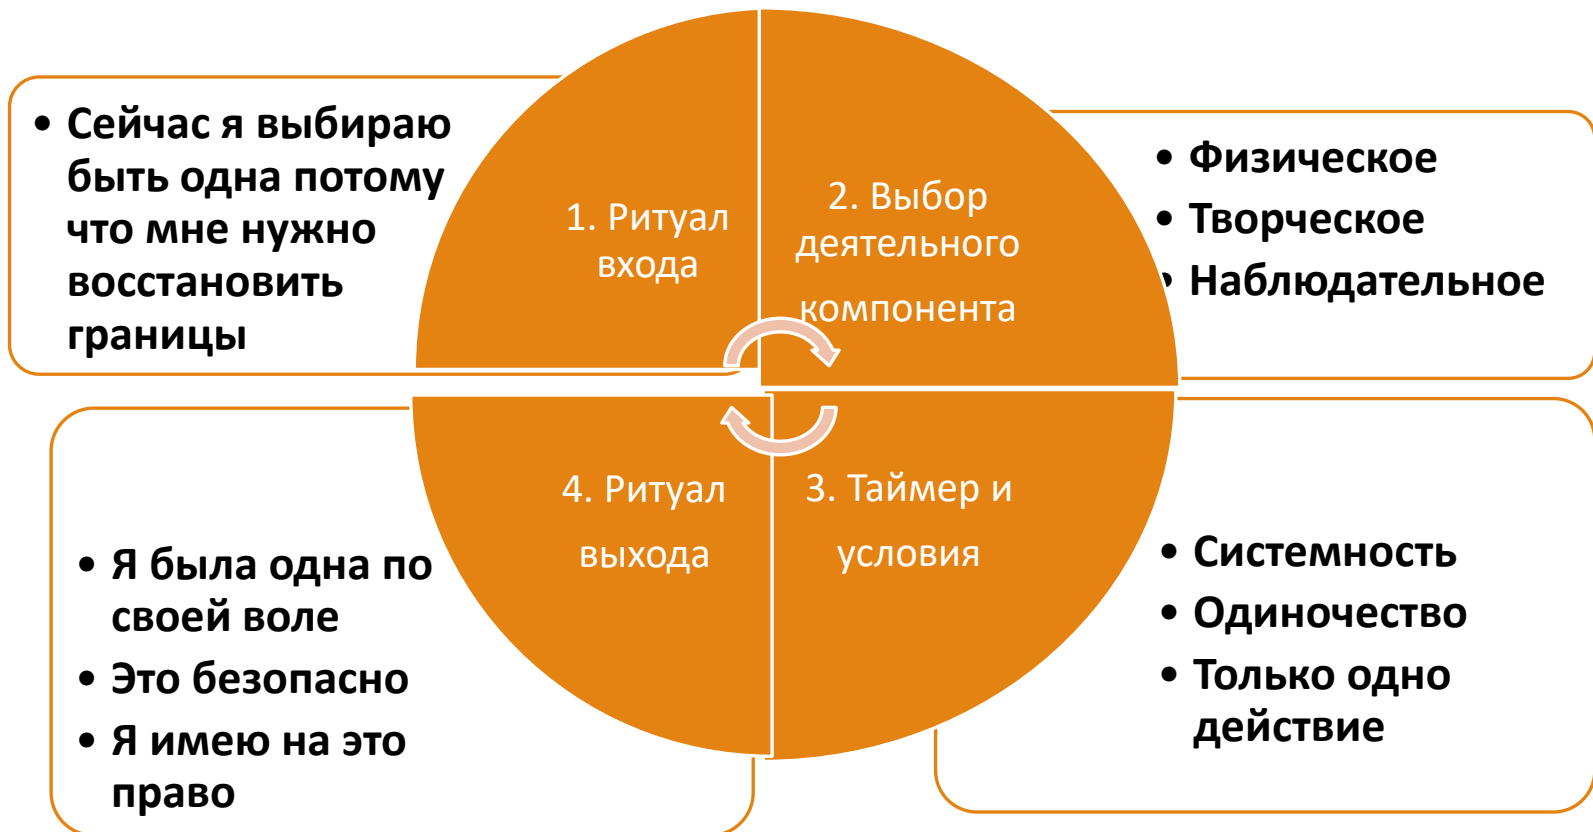 • Сейчас я выбираю
быть одна потому
что мне нужно
восстановить
границы
1. Ритуал
входа
2. Выбор
деятельного
компонента
• Физическое
• Творческое
• Наблюдательное
4. Ритуал
выхода
• Я была одна по
своей воле
• Это безопасно
• Я имею на это
право
3. Таймер и
условия
• Системность
• Одиночество
• Только одно
действие